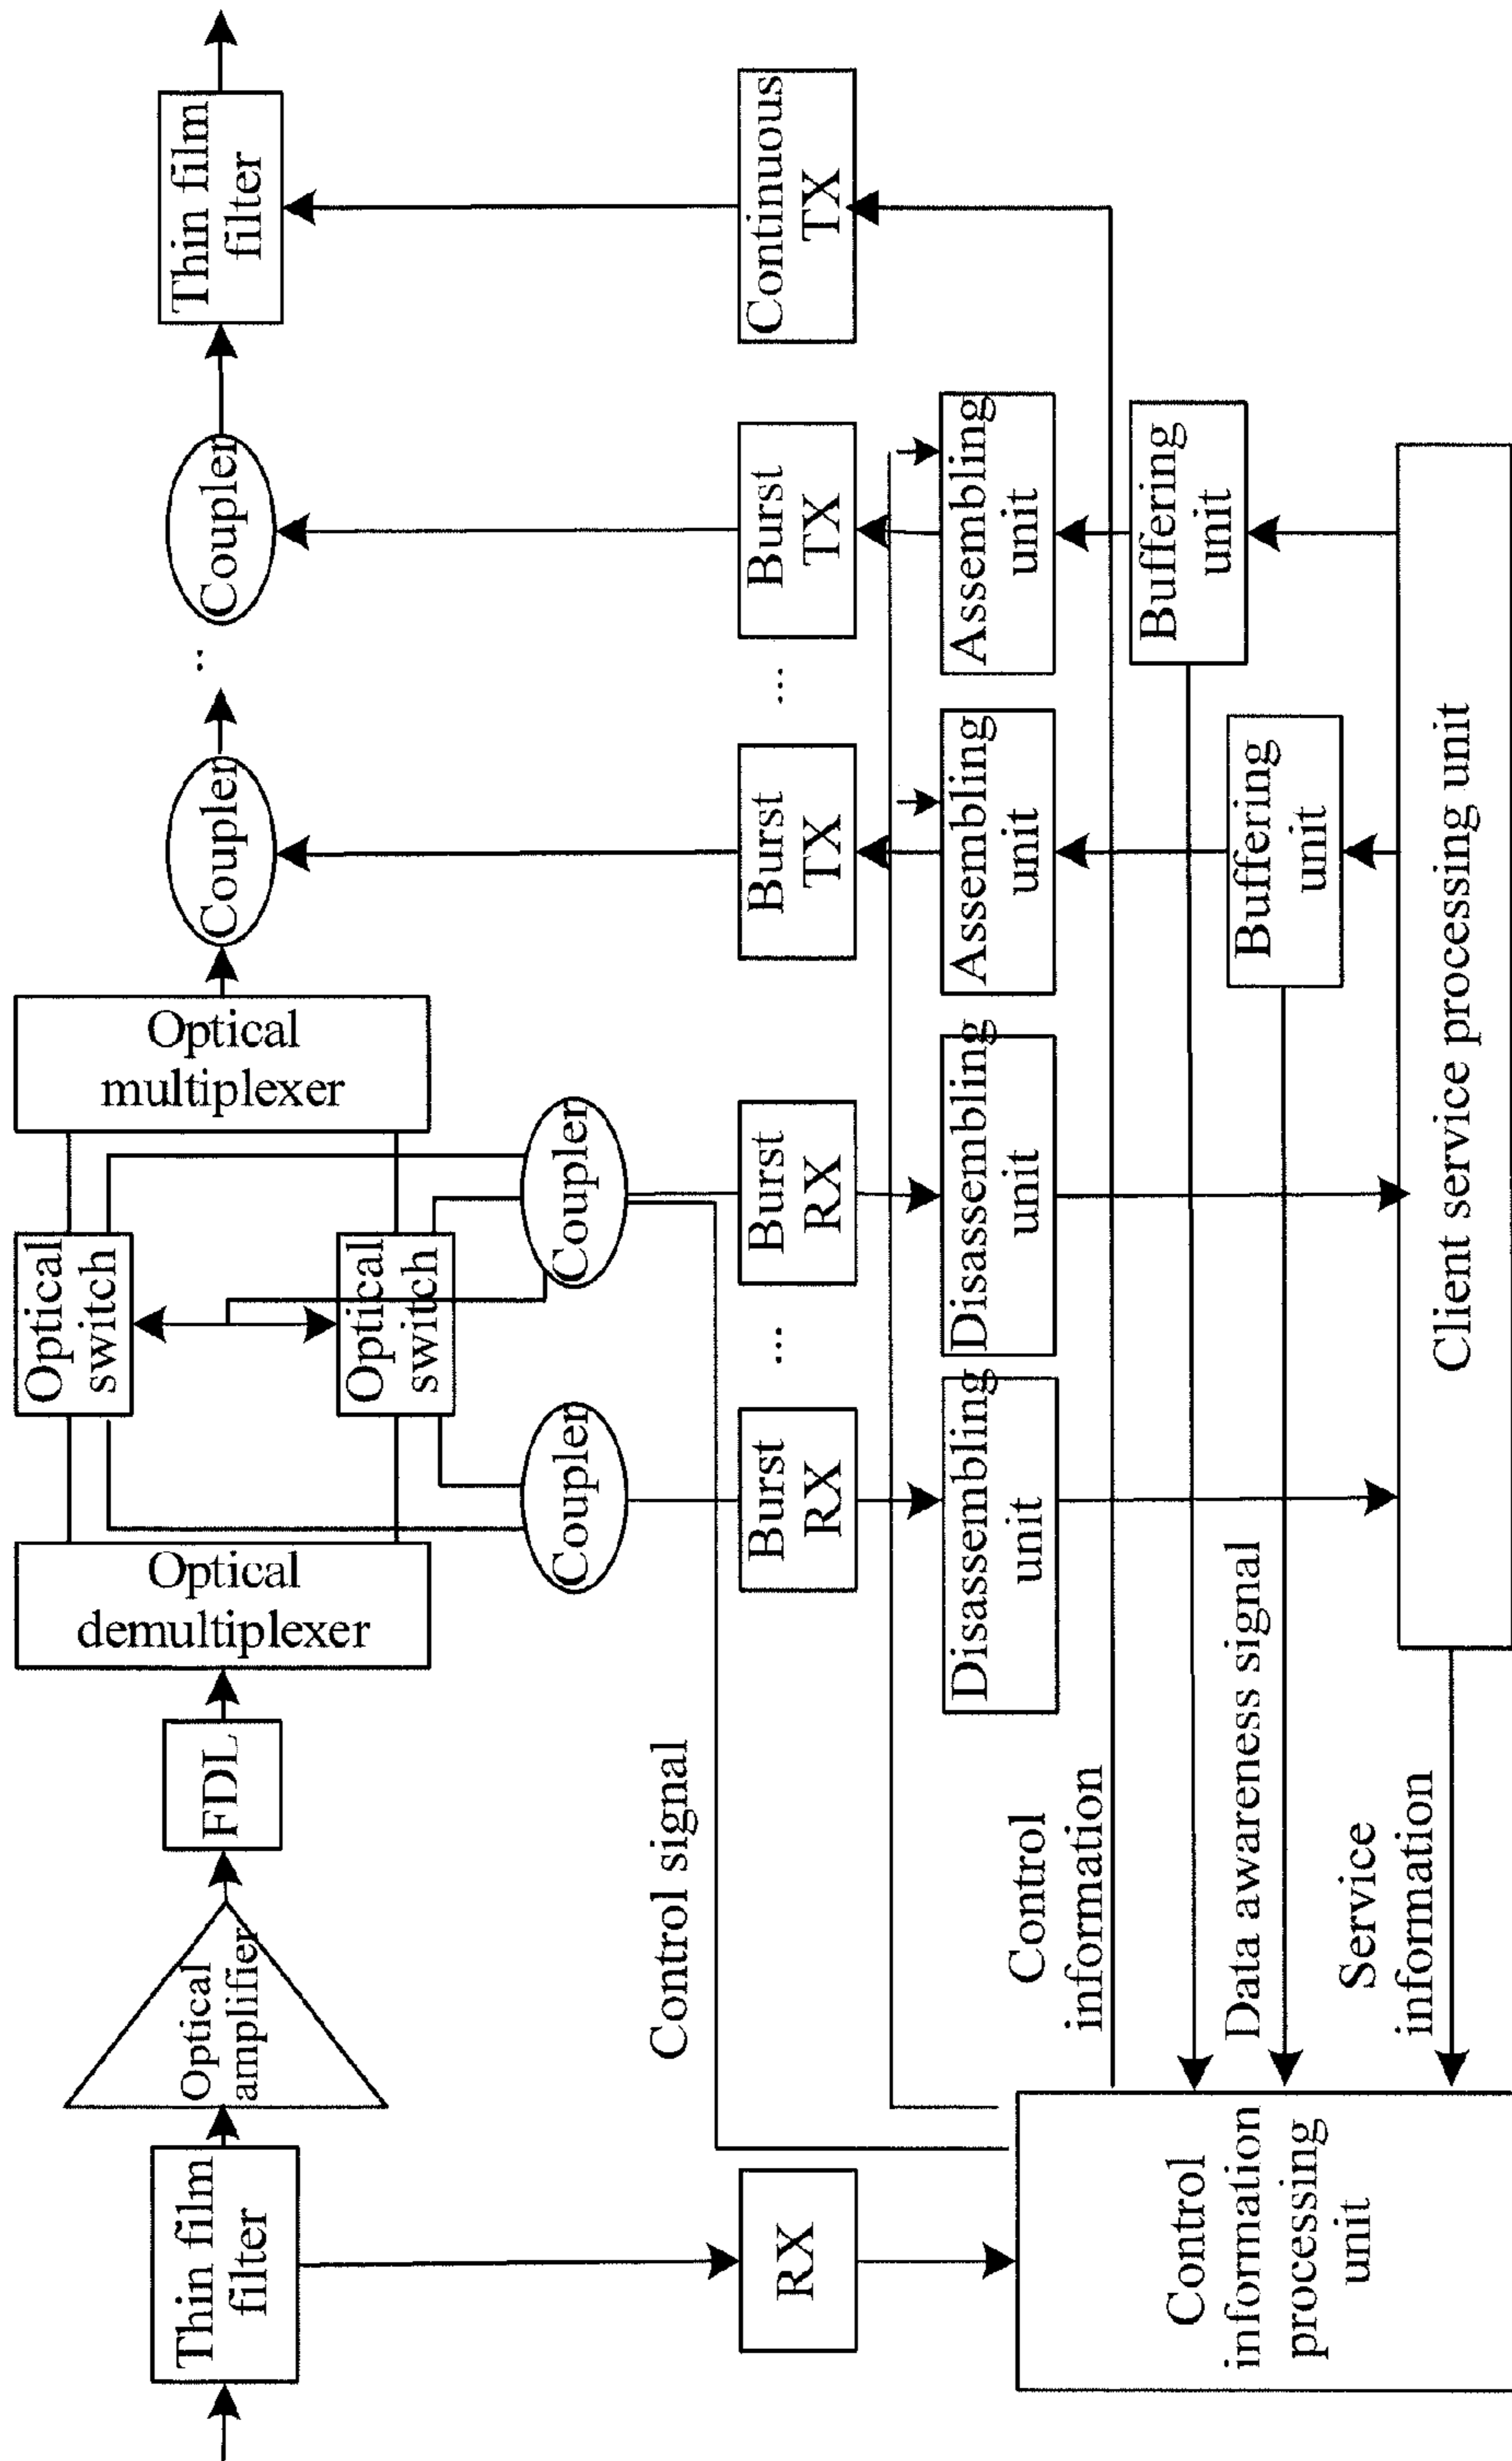 Thin film
filter
Optical
amplifier
FDL
Optical
demultiplexer
Optical
switch
Optical
switch
Optical
multiplexer
Coupler
..
Coupler
Thin film
filter
Coupler
Coupler
Control signal
RX
Burst
RX
...
Burst
RX
Burst
TX
...
Burst
TX
Continuous
TX
Disassembling
unit
Disassembling
unit
Assembling
unit
Assembling
unit
Control
information
Data awareness signal
Buffering
unit
Buffering
unit
Service
information
Control
information
processing
unit
Client service processing unit